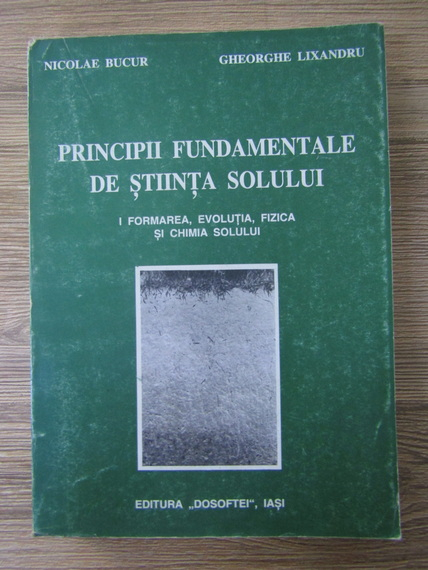 NICOLAE BUCUR
GHEORGHE LIXANDRU
PRINCIPII FUNDAMENTALE
DE ŞTIINŢA SOLULUI
I FORMAREA, EVOLUŢIA, FIZICA
ŞI CHIMIA SOLULUI
EDITURA „DOSOFTEI“, IAŞI